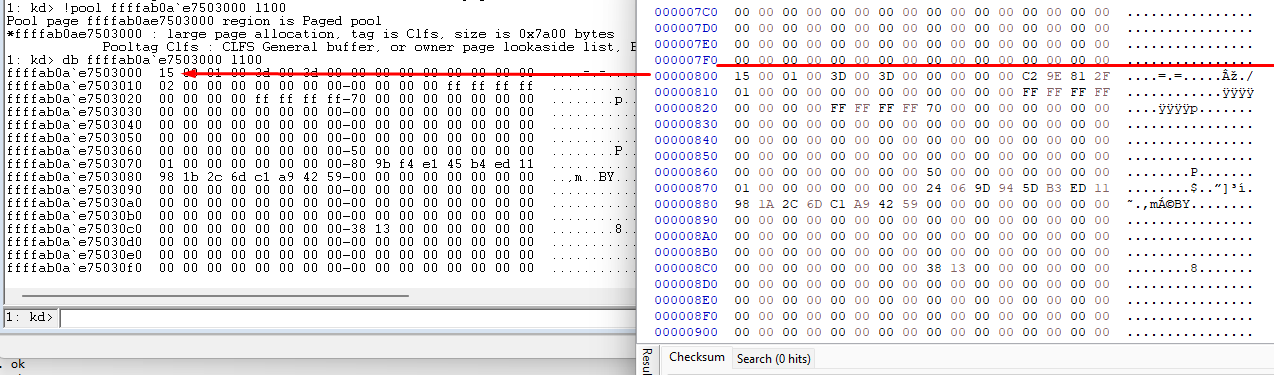 1: kd> !pool ffffab0a`e7503000 l100
Pool page ffffab0ae7503000 region is Paged pool
*ffffab0ae7503000 : large page allocation, tag is Clfs, size is 0x7a00 bytes
Pooltag Clfs : CLFS General buffer, or owner page lookaside list,
1: kd> db ffffab0a`e7503000 l100
ffffab0a`e7503000 15 00 01 00 3d 00 3d 00 00 00 00 00 00 00 00 00 ....=.=.
ffffab0a`e7503010 02 00 00 00 00 00 00 00-00 00 00 00 ff ff ff ff ........
ffffab0a`e7503020 00 00 00 00 ff ff ff ff-70 00 00 00 00 00 00 00 ........p.
ffffab0a`e7503030 00 00 00 00 00 00 00 00-00 00 00 00 00 00 00 00 ........
ffffab0a`e7503040 00 00 00 00 00 00 00 00-00 00 00 00 00 00 00 00 ........
ffffab0a`e7503050 00 00 00 00 00 00 00 00-00 00 00 00 00 00 00 00 ........
ffffab0a`e7503060 00 00 00 00 00 00 00 00-50 00 00 00 00 00 00 00 ........P.
ffffab0a`e7503070 01 00 00 00 00 00 00 00-80 9b f4 e1 45 b4 ed 11 ........
ffffab0a`e7503080 98 1b 2c 6d c1 a9 42 59-00 00 00 00 00 00 00 00 ..,m..BY..
ffffab0a`e7503090 00 00 00 00 00 00 00 00-00 00 00 00 00 00 00 00 ........
ffffab0a`e75030a0 00 00 00 00 00 00 00 00-00 00 00 00 00 00 00 00 ........
ffffab0a`e75030b0 00 00 00 00 00 00 00 00-00 00 00 00 00 00 00 00 ........
ffffab0a`e75030c0 00 00 00 00 00 00 00 00-38 13 00 00 00 00 00 00 ........8.
ffffab0a`e75030d0 00 00 00 00 00 00 00 00-00 00 00 00 00 00 00 00 ........
ffffab0a`e75030e0 00 00 00 00 00 00 00 00-00 00 00 00 00 00 00 00 ........
ffffab0a`e75030f0 00 00 00 00 00 00 00 00-00 00 00 00 00 00 00 00 ........
1: kd>
. ok
000007C0 00 00 00 00 00 00 00 00 00 00 00 00 00 00 00 00 ................
000007D0 00 00 00 00 00 00 00 00 00 00 00 00 00 00 00 00 ................
000007E0 00 00 00 00 00 00 00 00 00 00 00 00 00 00 00 00 ................
000007F0 00 00 00 00 00 00 00 00 00 00 00 00 00 00 00 00 ................
00000800 15 00 01 00 3D 00 3D 00 00 00 00 00 C2 9E 81 2F ....=.=.....Âž./
00000810 01 00 00 00 00 00 00 00 00 00 00 00 FF FF FF FF ............ÿÿÿÿ
00000820 00 00 00 00 FF FF FF FF 70 00 00 00 00 00 00 00 ....ÿÿÿÿp.......
00000830 00 00 00 00 00 00 00 00 00 00 00 00 00 00 00 00 ................
00000840 00 00 00 00 00 00 00 00 00 00 00 00 00 00 00 00 ................
00000850 00 00 00 00 00 00 00 00 00 00 00 00 00 00 00 00 ................
00000860 00 00 00 00 00 00 00 00 50 00 00 00 00 00 00 00 ........P.......
00000870 01 00 00 00 00 00 00 00 24 06 9D 94 5D B3 ED 11 ........$..”]³í.
00000880 98 1A 2C 6D C1 A9 42 59 00 00 00 00 00 00 00 00 ˜.,mÁ©BY........
00000890 00 00 00 00 00 00 00 00 00 00 00 00 00 00 00 00 ................
000008A0 00 00 00 00 00 00 00 00 00 00 00 00 00 00 00 00 ................
000008B0 00 00 00 00 00 00 00 00 00 00 00 00 00 00 00 00 ................
000008C0 00 00 00 00 00 00 00 00 38 13 00 00 00 00 00 00 ........8.......
000008D0 00 00 00 00 00 00 00 00 00 00 00 00 00 00 00 00 ................
000008E0 00 00 00 00 00 00 00 00 00 00 00 00 00 00 00 00 ................
000008F0 00 00 00 00 00 00 00 00 00 00 00 00 00 00 00 00 ................
00000900 00 00 00 00 00 00 00 00 00 00 00 00 00 00 00 00 ................
Checksum
Search (0 hits)